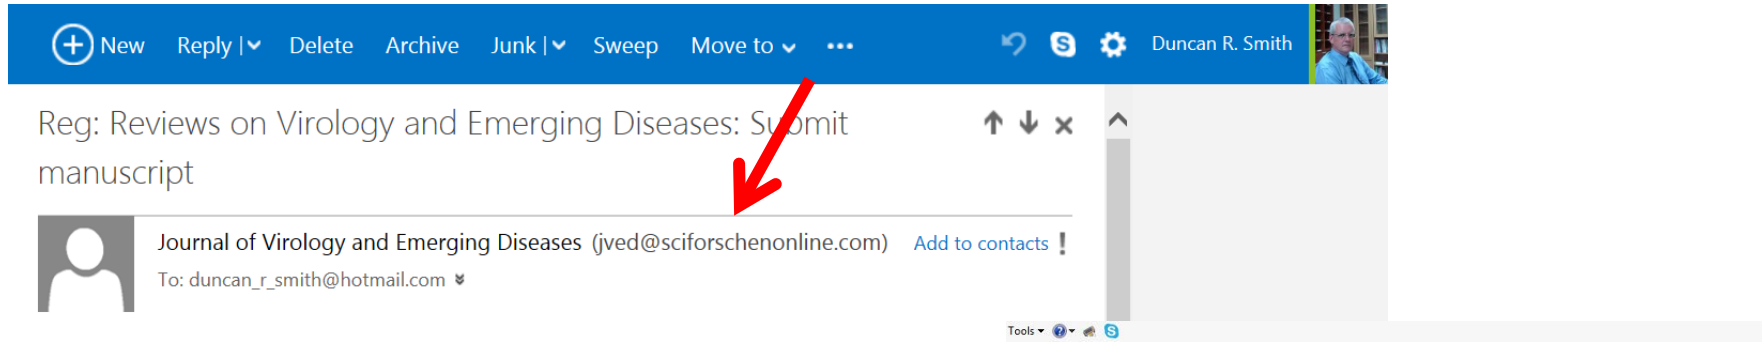 New Reply Delete Archive Junk Sweep Move to ••• Duncan R. Smith
Reg: Reviews on Virology and Emerging Diseases: Submit
manuscript
Journal of Virology and Emerging Diseases (jved@sciforschenonline.com) Add to contacts !
To: duncan_r_smith@hotmail.com
Tools